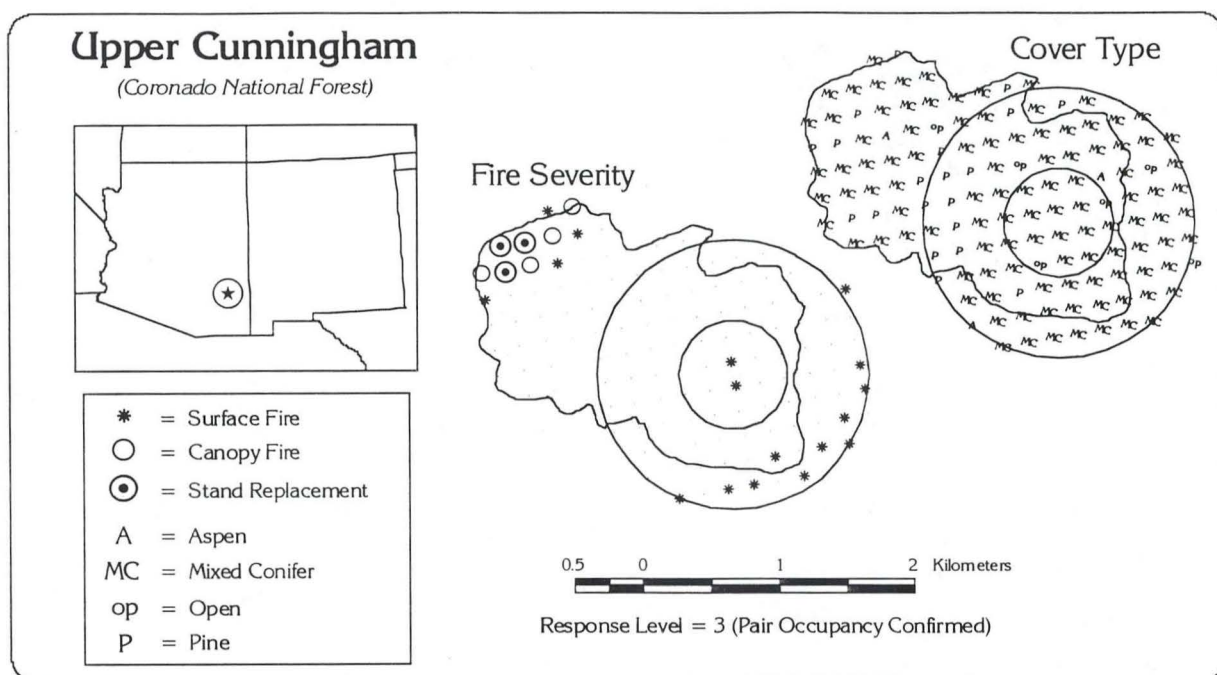 Upper Cunningham
(Coronado National Forest)
Cover Type
Fire Severity
* = Surface Fire
= Canopy Fire
= Stand Replacement
A = Aspen
MC = Mixed Conifer
op = Open
P = Pine
0.5 0 1 2 Kilometers
Response Level = 3 (Pair Occupancy Confirmed)